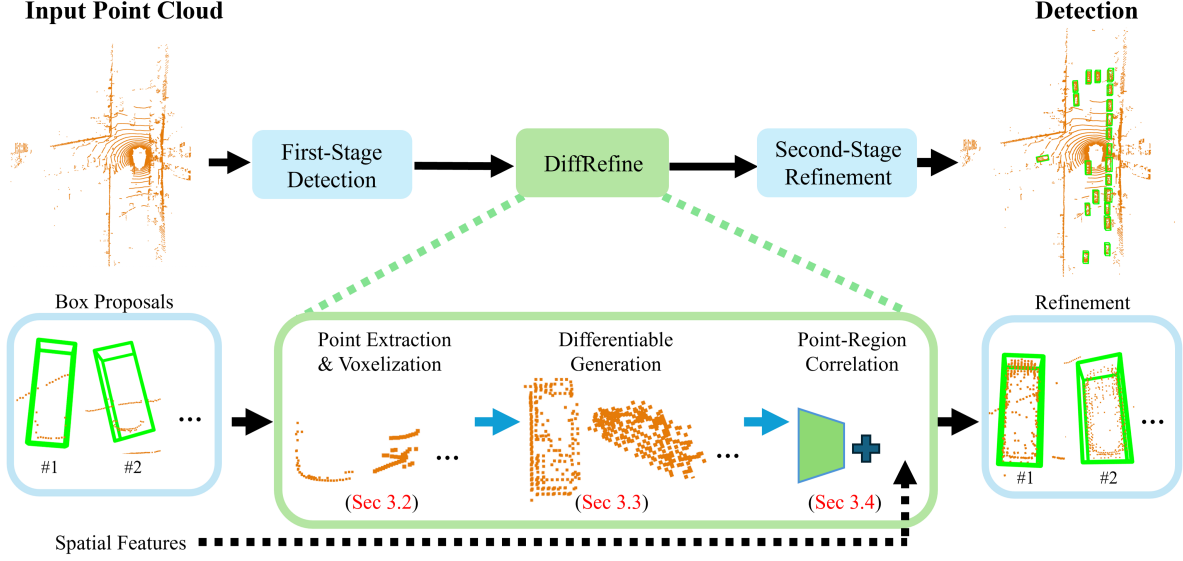 Input Point Cloud
Detection
First-Stage
Detection
DiffRefine
Second-Stage
Refinement
Box Proposals
#1
#2
...
Point Extraction
& Voxelization
...
(Sec 3.2)
Differentiable
Generation
...
(Sec 3.3)
Point-Region
Correlation
(Sec 3.4)
Refinement
...
#1
#2
Spatial Features